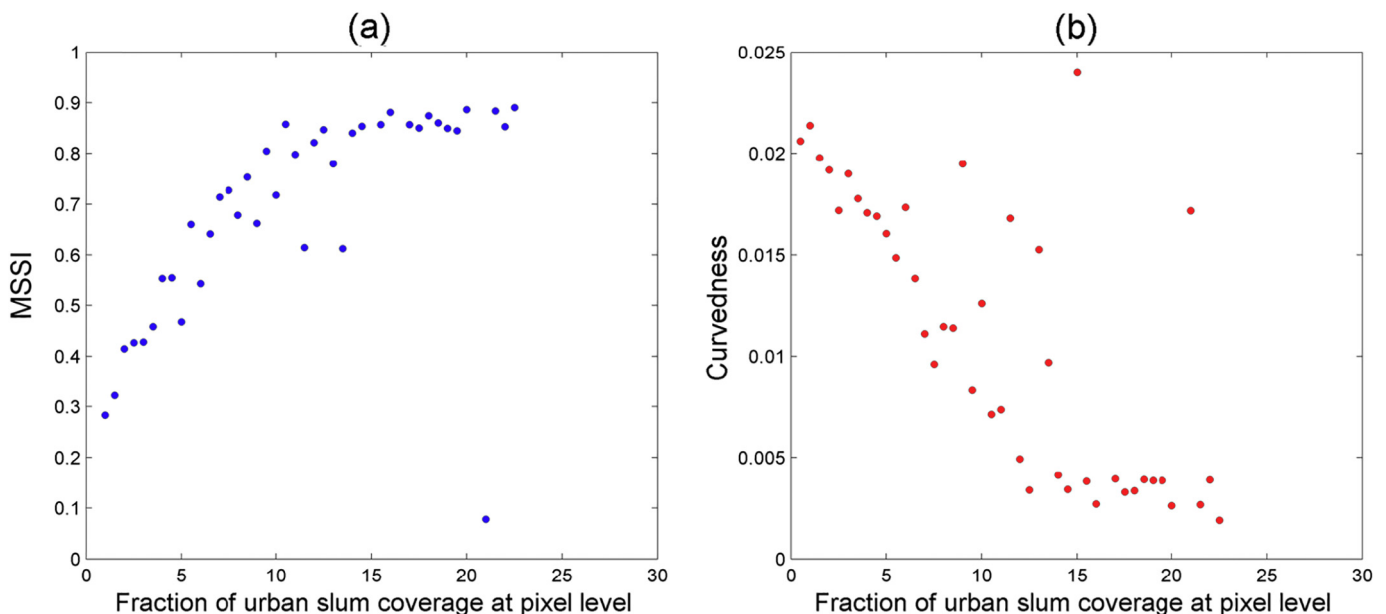 (a)
1
0.9
0.8
0.7
0.6
0.5
0.4
0.3
0.2
0.1
0
MSSI
0 5 10 15 20 25 30
Fraction of urban slum coverage at pixel level
(b)
0.025
0.02
0.015
0.01
0.005
0
Curvedness
0 5 10 15 20 25 30
Fraction of urban slum coverage at pixel level